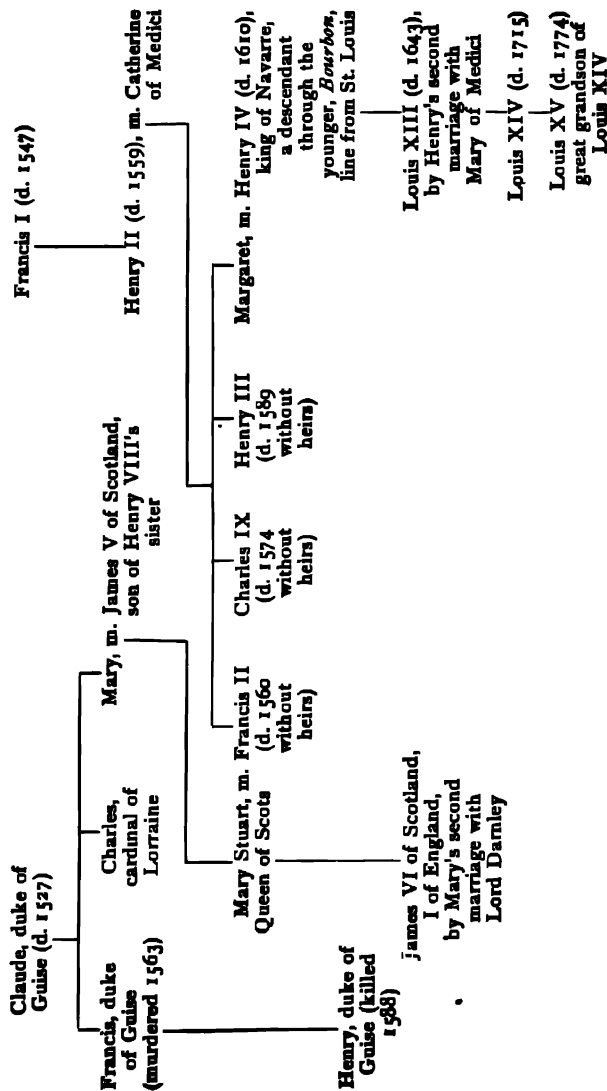 Francis I (d. 1547)
Henry II (d. 1559), m. Catherine
of Medici
Claude, duke of
Guise (d. 1527)
Francis, duke
of Guise
(murdered 1563)
Charles,
cardinal of
Lorraine
Mary, m. James V of Scotland,
son of Henry VIII's
sister
Mary Stuart, m. Francis II
Queen of Scots (d. 1560
without
heirs)
Charles IX
(d. 1574
without
heirs)
Henry III
(d. 1589
without
heirs)
Margaret, m. Henry IV (d. 1610),
king of Navarre,
a descendant
through the
younger, Bourbon,
line from St. Louis
Henry, duke of
Guise (killed
1588)
James VI of Scotland,
I of England,
by Mary's second
marriage with
Lord Darnley
Louis XIII (d. 1643),
by Henry's second
marriage with
Mary of Medici
Louis XIV (d. 1715)
Louis XV (d. 1774)
great grandson of
Louis XIV